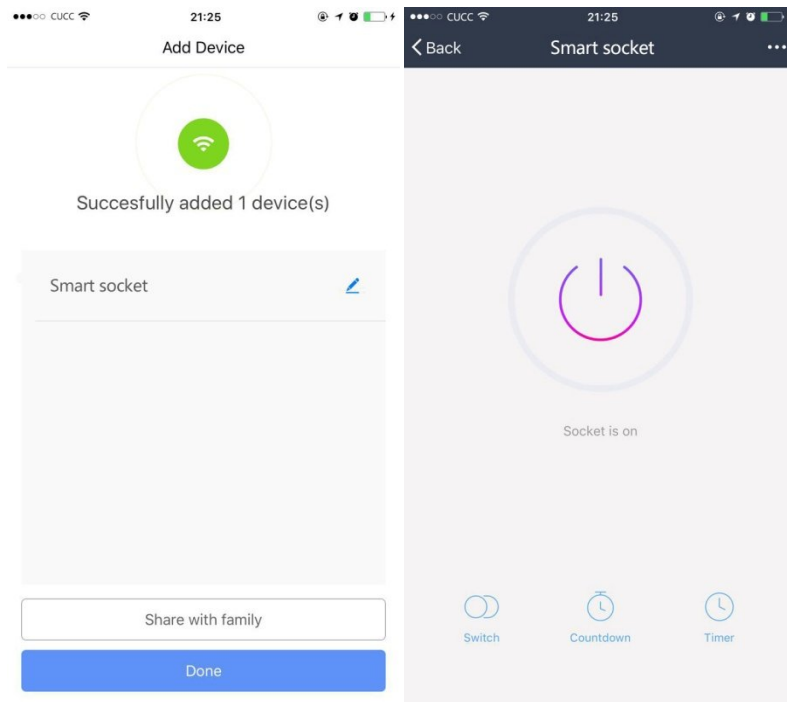 CUCC 21:25
Add Device
Succesfully added 1 device(s)
Smart socket
Share with family
Done
CUCC 21:25
Back Smart socket
Socket is on
Switch Countdown Timer